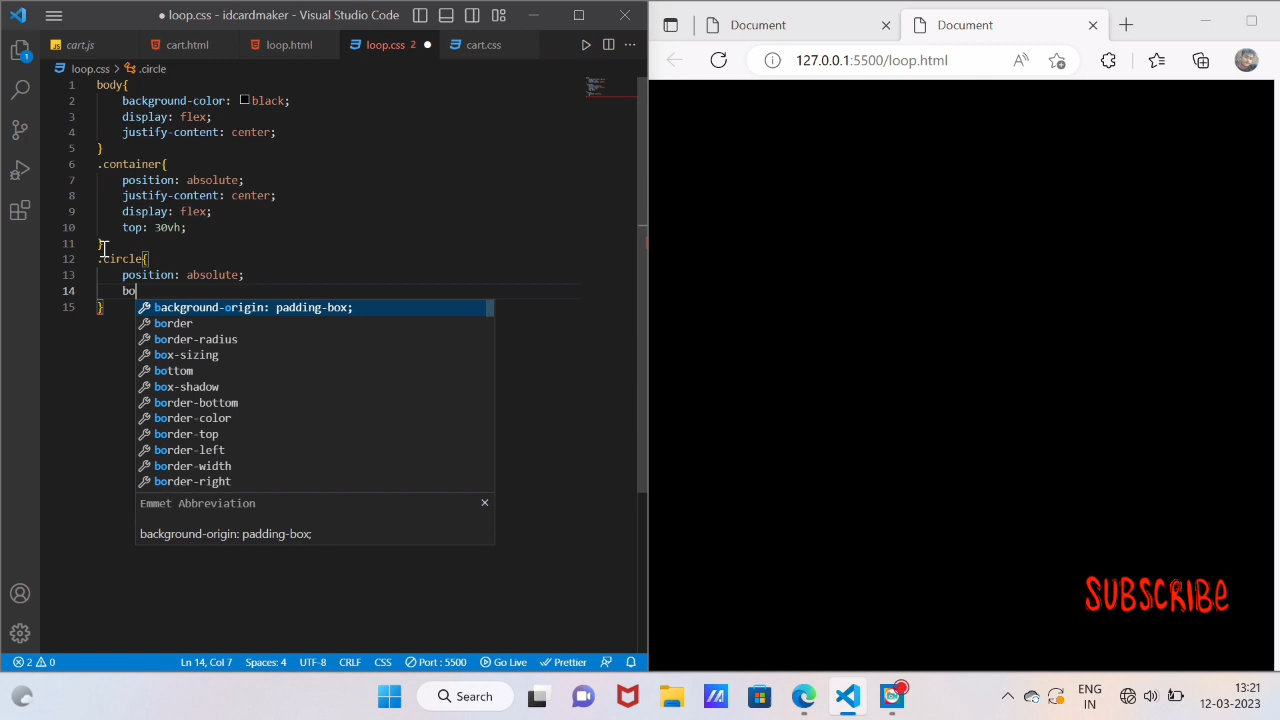 ● loop.css - idcardmaker - Visual Studio Code
cart.js
cart.html
loop.html
loop.css 2 ●
cart.css
loop.css > .circle
1 body{
2 background-color: black;
3 display: flex;
4 justify-content: center;
5 }
6 .container{
7 position: absolute;
8 justify-content: center;
9 display: flex;
10 top: 30vh;
11 }
12 .circle{
13 position: absolute;
14 bo
15 }
background-origin: padding-box;
border
border-radius
box-sizing
bottom
box-shadow
border-bottom
border-color
border-top
border-left
border-width
border-right
Emmet Abbreviation
background-origin: padding-box;
1
JS
2 0
Ln 14, Col 7
Spaces: 4
UTF-8
CRLF
CSS
Port : 5500
Go Live
Prettier
Document
Document
127.0.0.1:5500/loop.html
SUBSCRIBE
Search
ENG
IN
13:21
12-03-2023